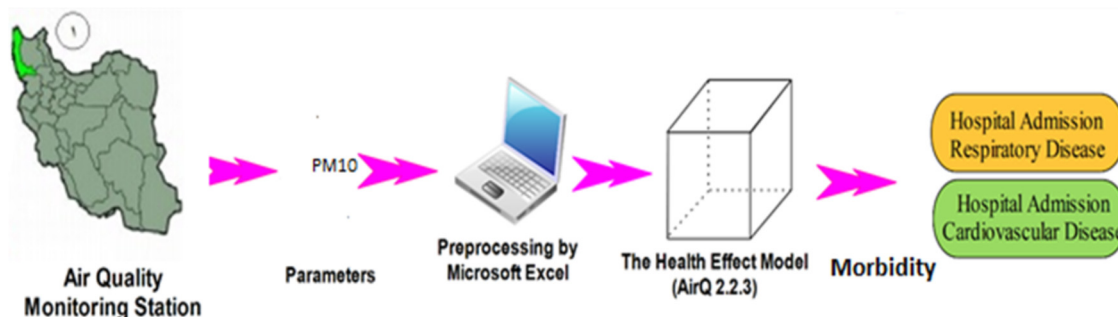 Air Quality
Monitoring Station
PM10
Parameters
Preprocessing by
Microsoft Excel
The Health Effect Model
(AirQ 2.2.3)
Morbidity
Hospital Admission
Respiratory Disease
Hospital Admission
Cardiovascular Disease